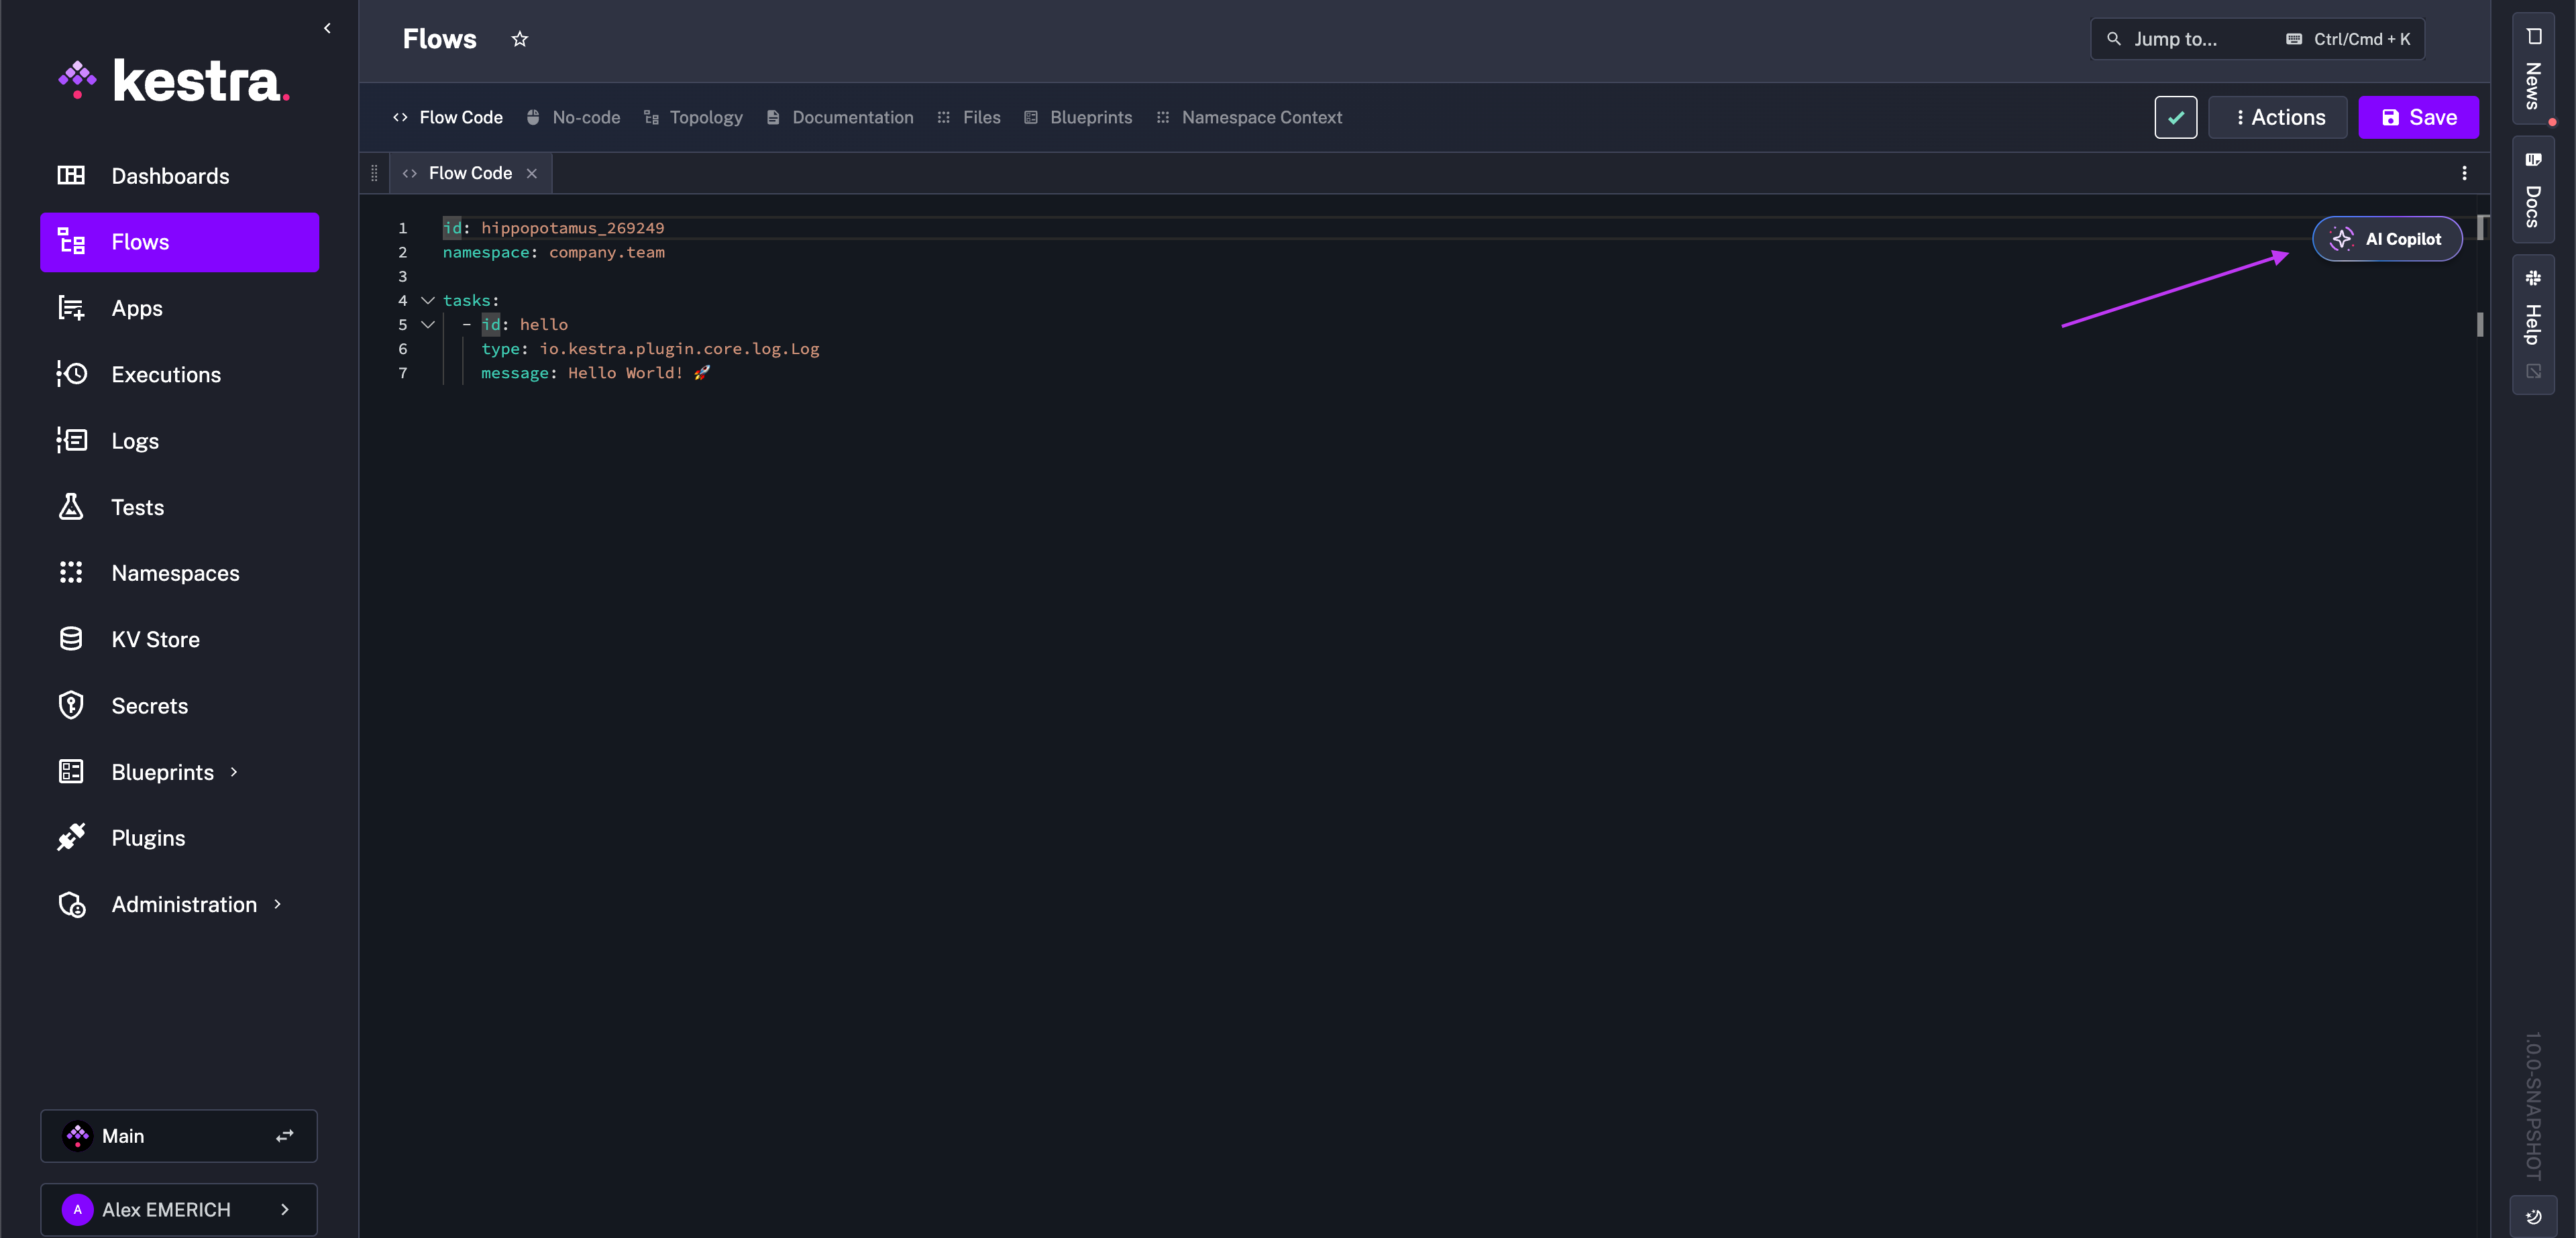 kestra.
Dashboards
Flows
Apps
Executions
Logs
Tests
Namespaces
KV Store
Secrets
Blueprints
Plugins
Administration
Main
A Alex EMERICH
Flows
Jump to... Ctrl/Cmd + K
Flow Code No-code Topology Documentation Files Blueprints Namespace Context
Actions Save
Flow Code
1 id: hippopotamus_269249
2 namespace: company.team
3
4 tasks:
5 - id: hello
6 type: io.kestra.plugin.core.log.Log
7 message: Hello World! 🚀
AI Copilot
News
Docs
Help
1.0.0-SNAPSHOT